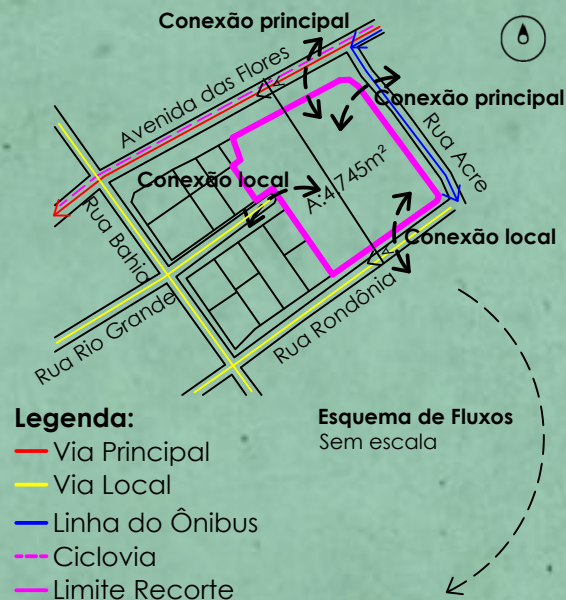 Conexão principal
Avenida das Flores
Conexão principal
Rua Acre
A:4.745m²
Conexão local
Rua Bahia
Conexão local
Rua Rio Grande
Rua Rondônia
Legenda:
Via Principal
Via Local
Linha do Ônibus
Ciclovia
Limite Recorte
Esquema de Fluxos
Sem escala